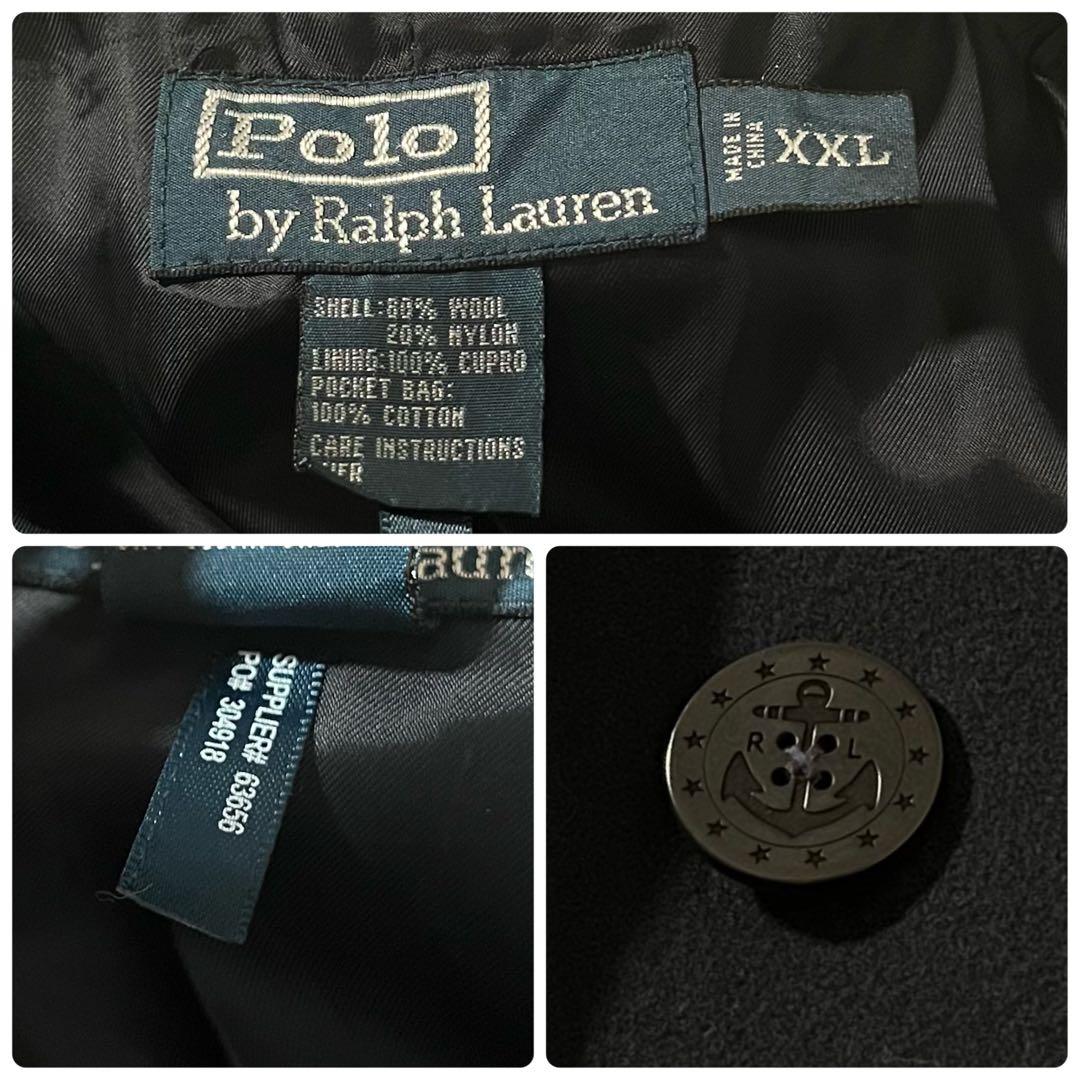 Polo
by Ralph Lauren
MADE IN
CHINA
XXL
SHELL:80% WOOL
20% NYLON
LINING:100% CUPRO
POCKET BAG:
100% COTTON
CARE INSTRUCTIONS
aur
SUPPLIER# 63656
PO# 304918
R L